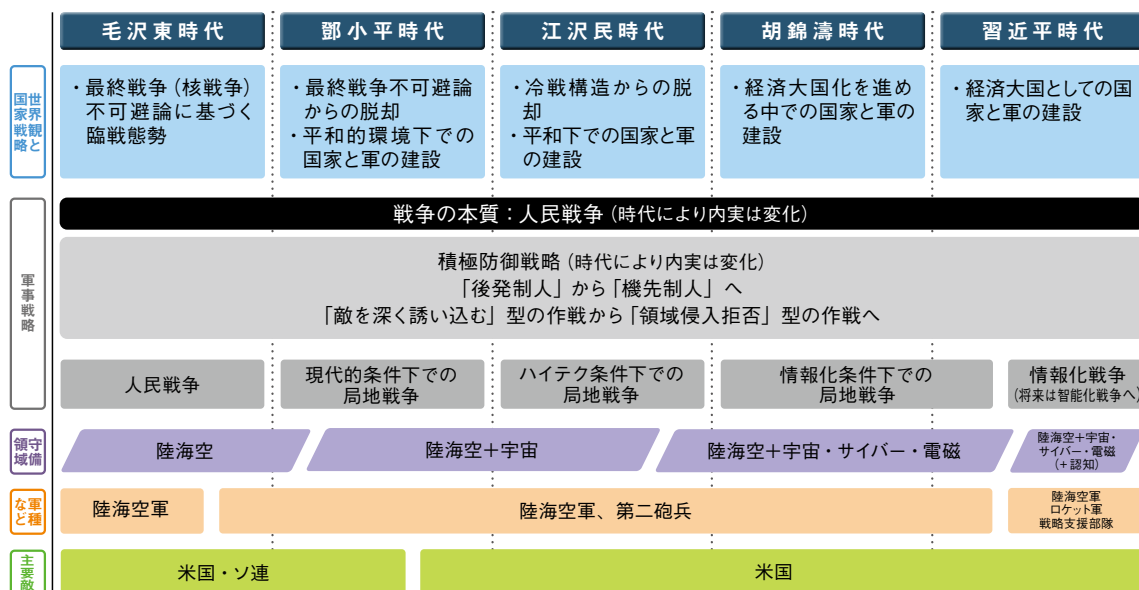 毛沢東時代
鄧小平時代
江沢民時代
胡錦濤時代
習近平時代
世界観と
国家戦略
・最終戦争（核戦争）
不可避論に基づく
臨戦態勢
・最終戦争不可避論
からの脱却
・平和的環境下での
国家と軍の建設
・冷戦構造からの脱
却
・平和下での国家と軍
の建設
・経済大国化を進め
る中での国家と軍の
建設
・経済大国としての国
家と軍の建設
軍事戦略
戦争の本質：人民戦争（時代により内実は変化）
積極防御戦略（時代により内実は変化）
「後発制人」から「機先制人」へ
「敵を深く誘い込む」型の作戦から「領域侵入拒否」型の作戦へ
人民戦争
現代的条件下での
局地戦争
ハイテク条件下での
局地戦争
情報化条件下での
局地戦争
情報化戦争
（将来は智能化戦争へ）
守備
領域
陸海空
陸海空＋宇宙
陸海空＋宇宙・サイバー・電磁
陸海空＋宇宙・
サイバー・電磁
（＋認知）
軍種
など
陸海空軍
陸海空軍、第二砲兵
陸海空軍
ロケット軍
戦略支援部隊
主要敵
米国・ソ連
米国